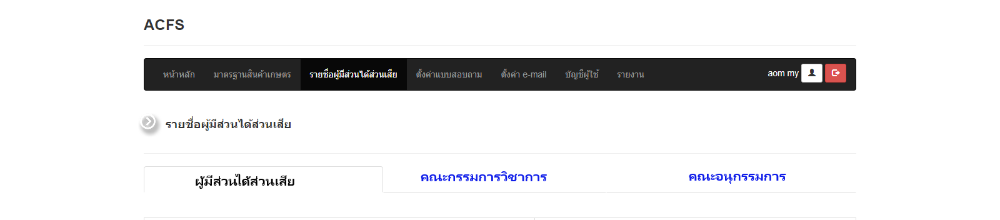 ACFS
หน้าหลัก มาตรฐานสินค้าเกษตร รายชื่อผู้มีส่วนได้ส่วนเสีย ตั้งค่าแบบสอบถาม ตั้งค่า e-mail บัญชีผู้ใช้ รายงาน aom my
รายชื่อผู้มีส่วนได้ส่วนเสีย
ผู้มีส่วนได้ส่วนเสีย คณะกรรมการวิชาการ คณะอนุกรรมการ